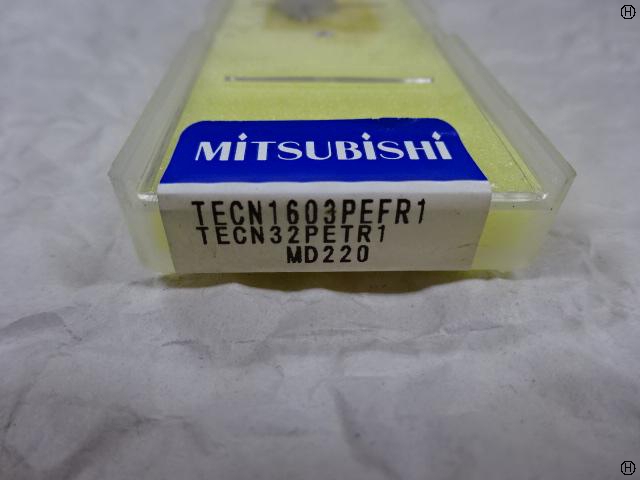 H
MITSUBISHI
TECN1603PEFR1
TECN32PETR1
MD220
H